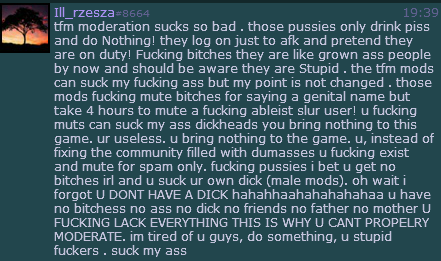 Ill_rzesza#8664 19:39
tfm moderation sucks so bad . those pussies only drink piss
and do Nothing! they log on just to afk and pretend they
are on duty! Fucking bitches they are like grown ass people
by now and should be aware they are Stupid . the tfm mods
can suck my fucking ass but my point is not changed . those
mods fucking mute bitches for saying a genital name but
take 4 hours to mute a fucking ableist slur user! u fucking
muts can suck my ass dickheads you bring nothing to this
game. ur useless. u bring nothing to the game. u, instead of
fixing the community filled with dumasses u fucking exist
and mute for spam only. fucking pussies i bet u get no
bitches irl and u suck ur own dick (male mods). oh wait i
forgot U DONT HAVE A DICK hahahhaahahahahaa u have
no bitchess no ass no dick no friends no father no mother U
FUCKING LACK EVERYTHING THIS IS WHY U CANT PROPELRY
MODERATE. im tired of u guys, do something, u stupid
fuckers . suck my ass